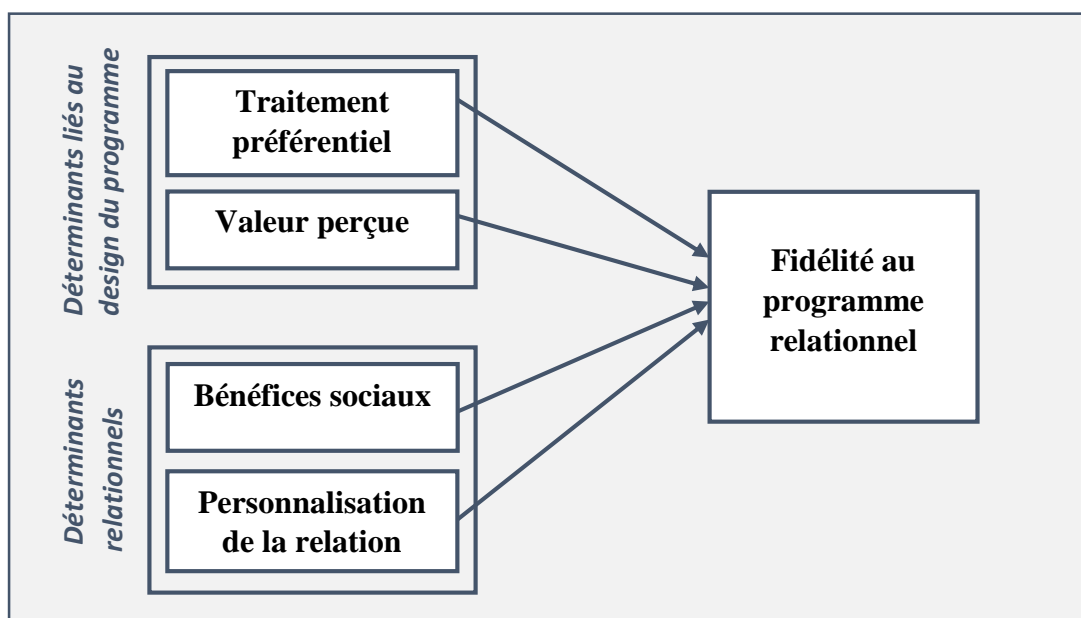 Déterminants liés au
design du programme
Traitement
préférentiel
Valeur perçue
Déterminants
relationnels
Bénéfices sociaux
Personnalisation
de la relation
Fidélité au
programme
relationnel